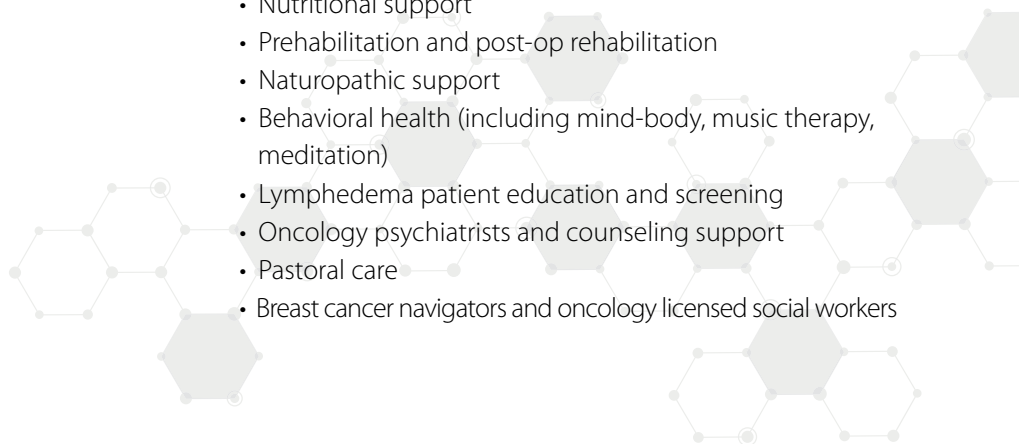 • Nutritional support
• Prehabilitation and post-op rehabilitation
• Naturopathic support
• Behavioral health (including mind-body, music therapy,
meditation)
• Lymphedema patient education and screening
• Oncology psychiatrists and counseling support
• Pastoral care
• Breast cancer navigators and oncology licensed social workers